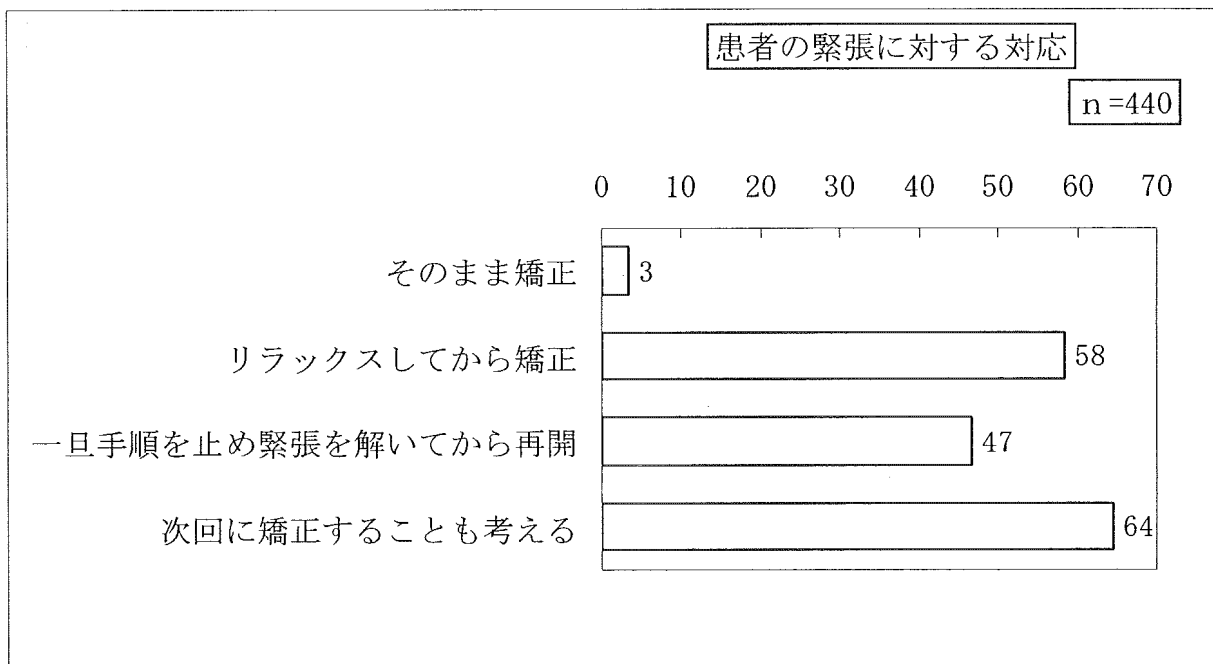 患者の緊張に対する対応
n=440
0 10 20 30 40 50 60 70
そのまま矯正 3
リラックスしてから矯正 58
一旦手順を止め緊張を解いてから再開 47
次回に矯正することも考える 64